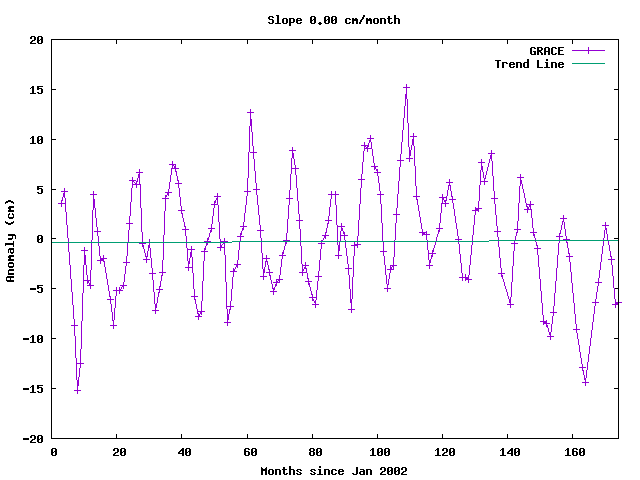 Slope 0.00 cm/month
GRACE
Trend Line
20
15
10
5
0
-5
-10
-15
-20
Anomaly (cm)
0 20 40 60 80 100 120 140 160
Months since Jan 2002